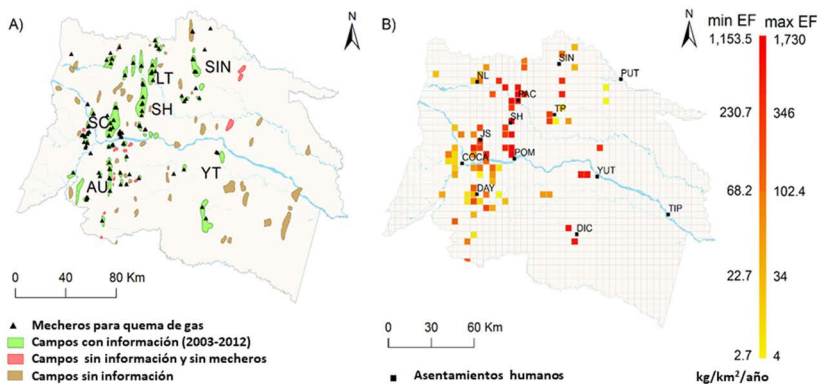 A)
N
SIN
LT
SH
SC
YT
AU
0 40 80 Km
▲ Mecheros para quema de gas
Campos con información (2003-2012)
Campos sin información y sin mecheros
Campos sin información
B)
N
min EF max EF
1,153.5 1,730
230.7 346
68.2 102.4
22.7 34
2.7 4
kg/km²/año
SIN
NL
PUT
PAC
TP
SH
JS
COCA
POM
YUT
DAY
TIP
DIC
0 30 60 Km
■ Asentamientos humanos